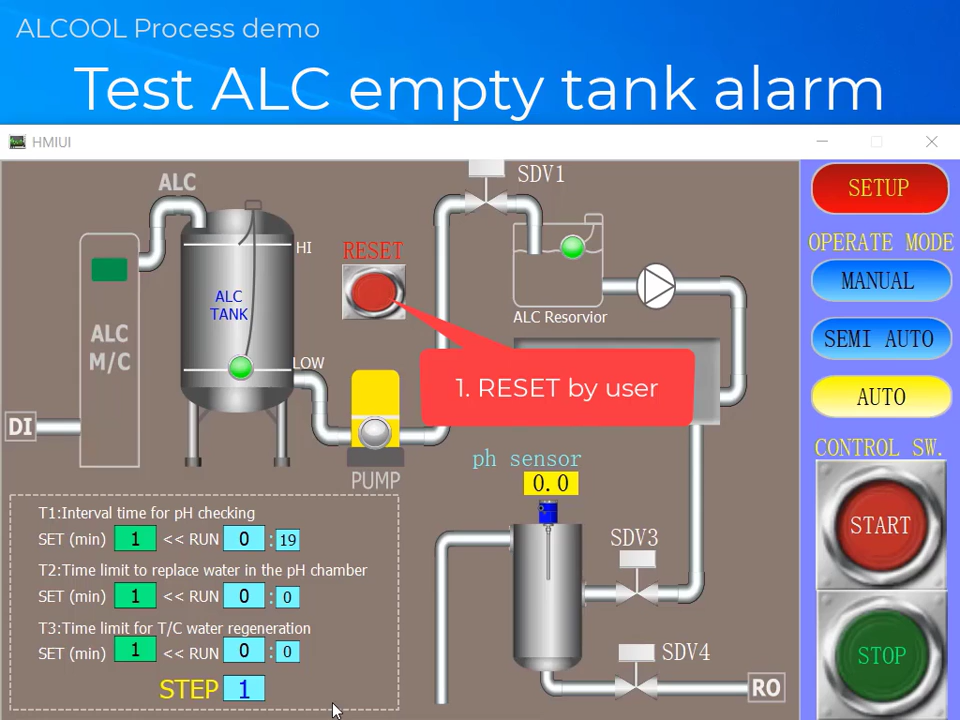 ALCOOL Process demo
Test ALC empty tank alarm
HMIUI
ALC
SDV1
SETUP
OPERATE MODE
HI
RESET
MANUAL
ALC
TANK
ALC Resorvior
ALC
M/C
SEMI AUTO
LOW
1. RESET by user
AUTO
DI
CONTROL SW.
PUMP
ph sensor
0.0
T1:Interval time for pH checking
SET (min) 1 << RUN 0 : 19
START
SDV3
T2:Time limit to replace water in the pH chamber
SET (min) 1 << RUN 0 : 0
T3:Time limit for T/C water regeneration
SET (min) 1 << RUN 0 : 0
SDV4
STOP
STEP 1
RO